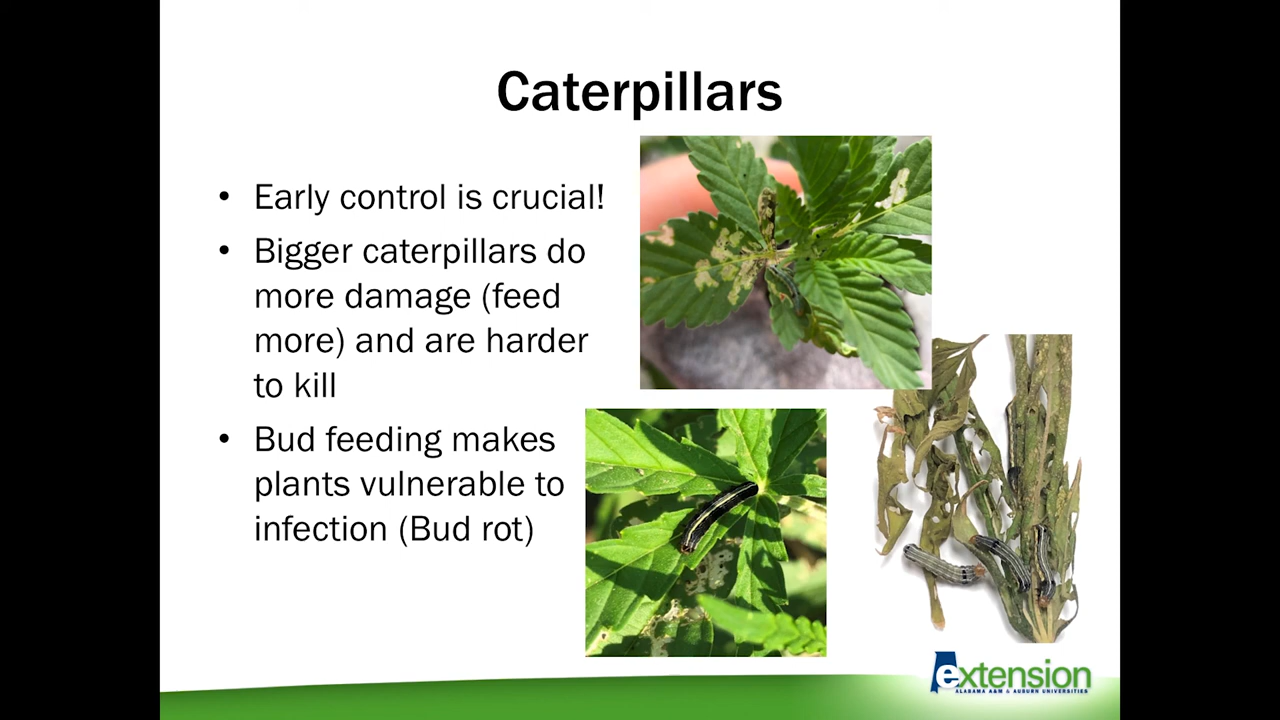 Caterpillars
• Early control is crucial!
• Bigger caterpillars do
more damage (feed
more) and are harder
to kill
• Bud feeding makes
plants vulnerable to
infection (Bud rot)
extension
ALABAMA A&M & AUBURN UNIVERSITIES